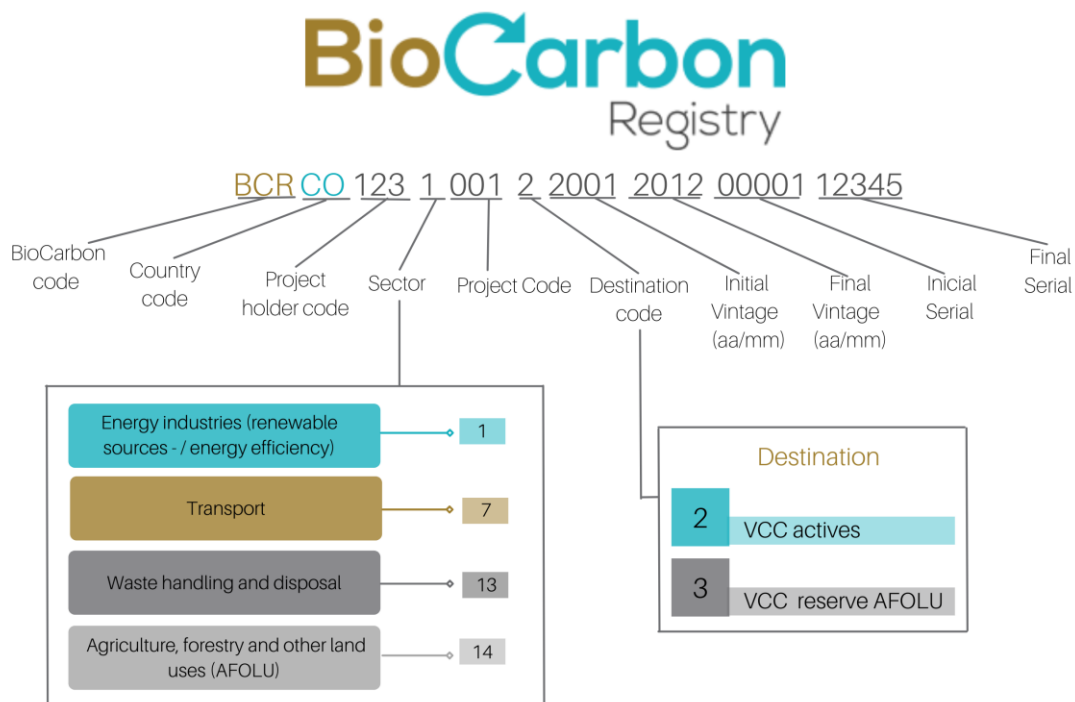 BioCarbon
Registry
BCR CO 123 1 001 2 2001 2012 00001 12345
BioCarbon
code
Country
code
Project
holder code
Sector
Project Code
Destination
code
Initial
Vintage
(aa/mm)
Final
Vintage
(aa/mm)
Inicial
Serial
Final
Serial
Energy industries (renewable
sources - / energy efficiency)
1
Transport
7
Waste handling and disposal
13
Agriculture, forestry and other land
uses (AFOLU)
14
Destination
2
VCC actives
3
VCC reserve AFOLU